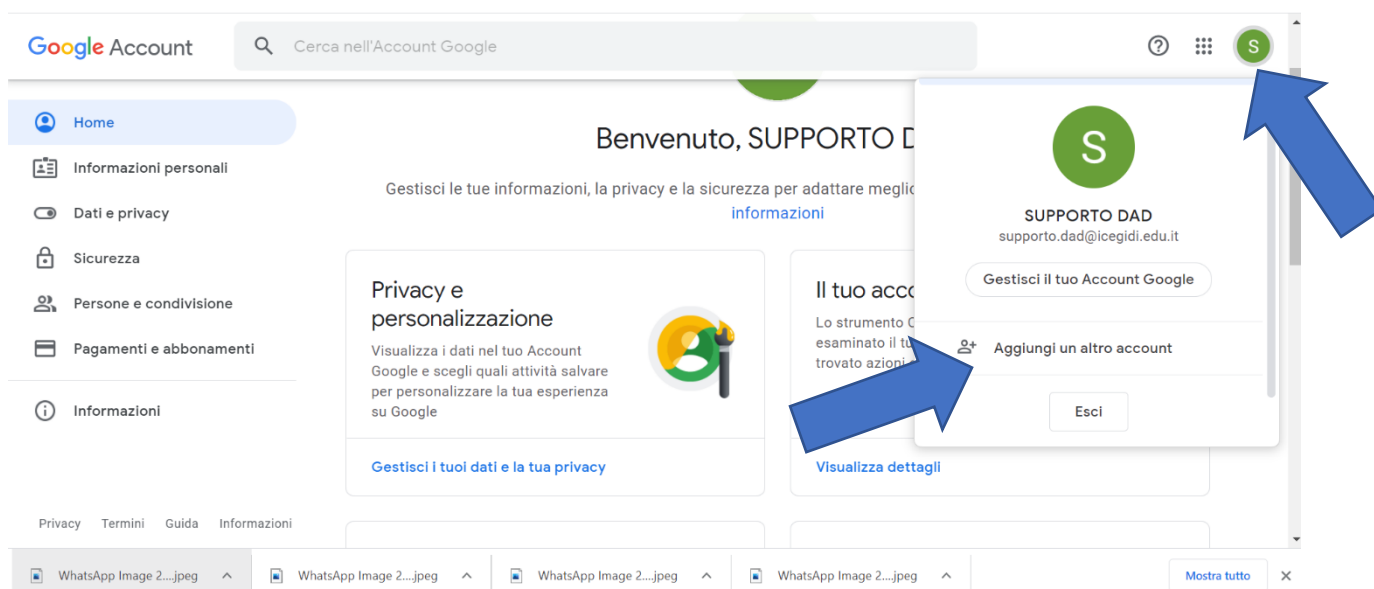 Google Account
Cerca nell'Account Google
S
Home
Informazioni personali
Dati e privacy
Sicurezza
Persone e condivisione
Pagamenti e abbonamenti
Informazioni
Privacy Termini Guida Informazioni
Benvenuto, SUPPORTO D
Gestisci le tue informazioni, la privacy e la sicurezza per adattare meglio
informazioni
Privacy e
personalizzazione
Visualizza i dati nel tuo Account
Google e scegli quali attività salvare
per personalizzare la tua esperienza
su Google
Gestisci i tuoi dati e la tua privacy
Il tuo acco
Lo strumento
esaminato il tu
trovato azioni
Visualizza dettagli
S
SUPPORTO DAD
supporto.dad@icegidi.edu.it
Gestisci il tuo Account Google
Aggiungi un altro account
Esci
WhatsApp Image 2....jpeg
WhatsApp Image 2....jpeg
WhatsApp Image 2....jpeg
WhatsApp Image 2....jpeg
Mostra tutto